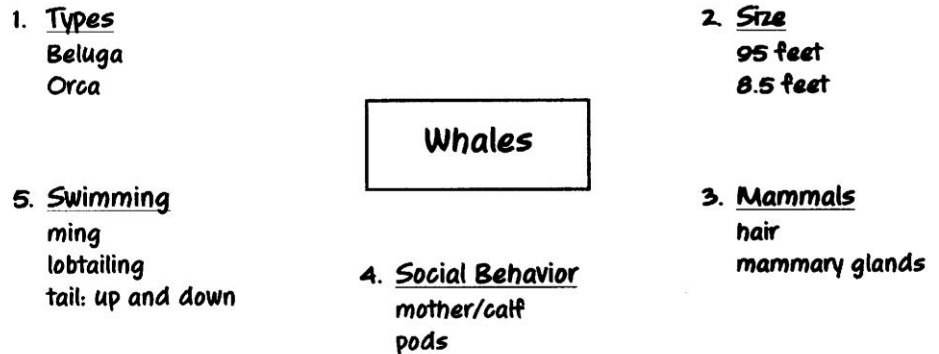 1. Types
Beluga
Orca
2 Size
95 feet
8.5 feet
Whales
5. Swimming
ming
lobtailing
tail: up and down
3. Mammals
hair
mammary glands
4. Social Behavior
mother/calf
pods